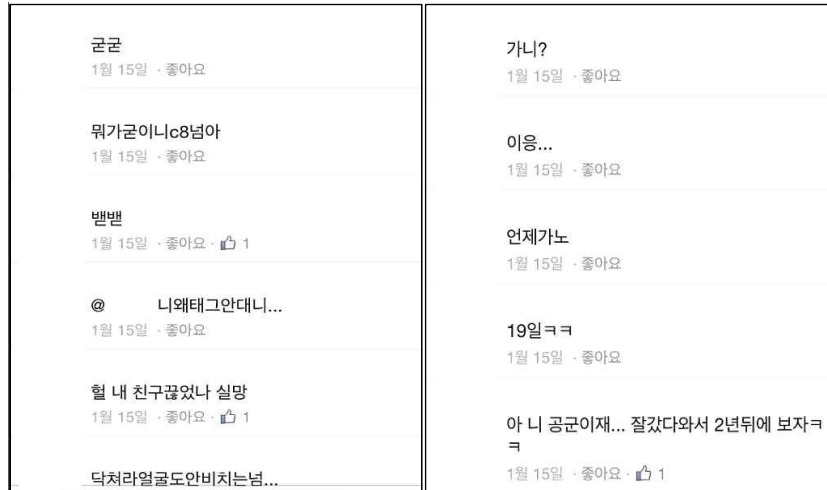 굳굳
1월 15일 · 좋아요
뭐가굳이니c8넘아
1월 15일 · 좋아요
뱉뱉
1월 15일 · 좋아요 · 1
@ 니왜태그안대니...
1월 15일 · 좋아요
헐 내 친구끊었나 실망
1월 15일 · 좋아요 · 1
닥쳐라얼굴도안비치는넘...
가니?
1월 15일 · 좋아요
이응...
1월 15일 · 좋아요
언제가노
1월 15일 · 좋아요
19일ㅋㅋ
1월 15일 · 좋아요
아 니 공군이재... 잘갔다와서 2년뒤에 보자ㅋ
ㅋ
1월 15일 · 좋아요 · 1